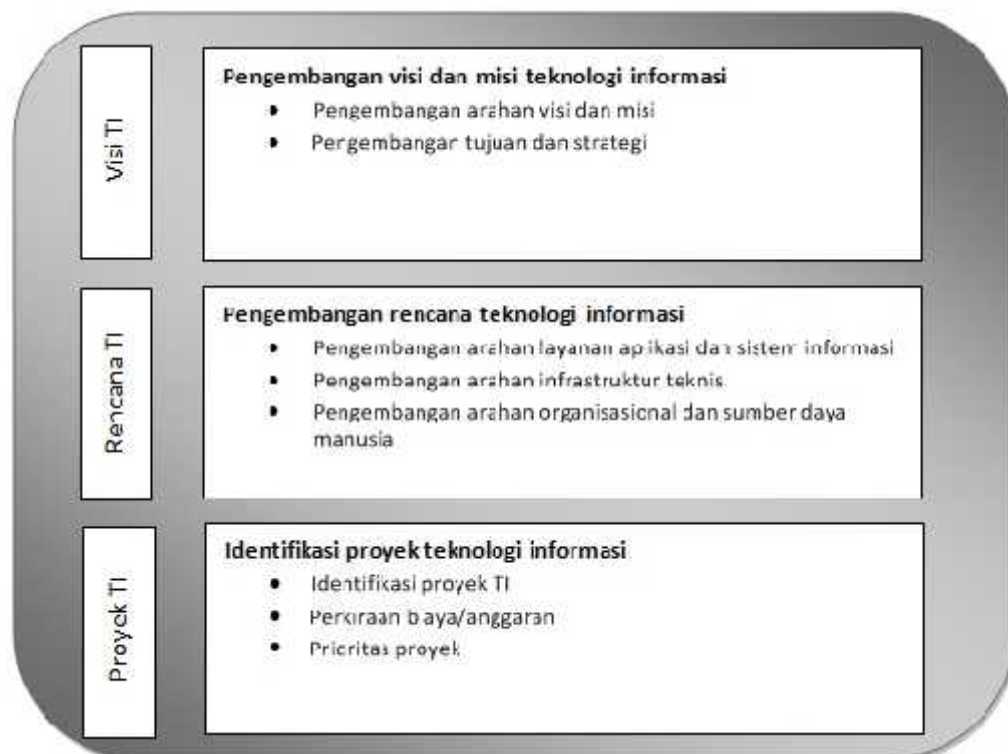 Visi TI
Pengembangan visi dan misi teknologi informasi
• Pengembangan arahan visi dan misi
• Pengembangan tujuan dan strategi
Rencana TI
Pengembangan rencana teknologi informasi
• Pengembangan arahan layanan aplikasi dan sistem informasi
• Pengembangan arahan infrastruktur teknis
• Pengembangan arahan organisasional dan sumber daya
manusia
Proyek TI
Identifikasi proyek teknologi informasi
• Identifikasi proyek TI
• Perkiraan biaya/anggaran
• Prioritas proyek